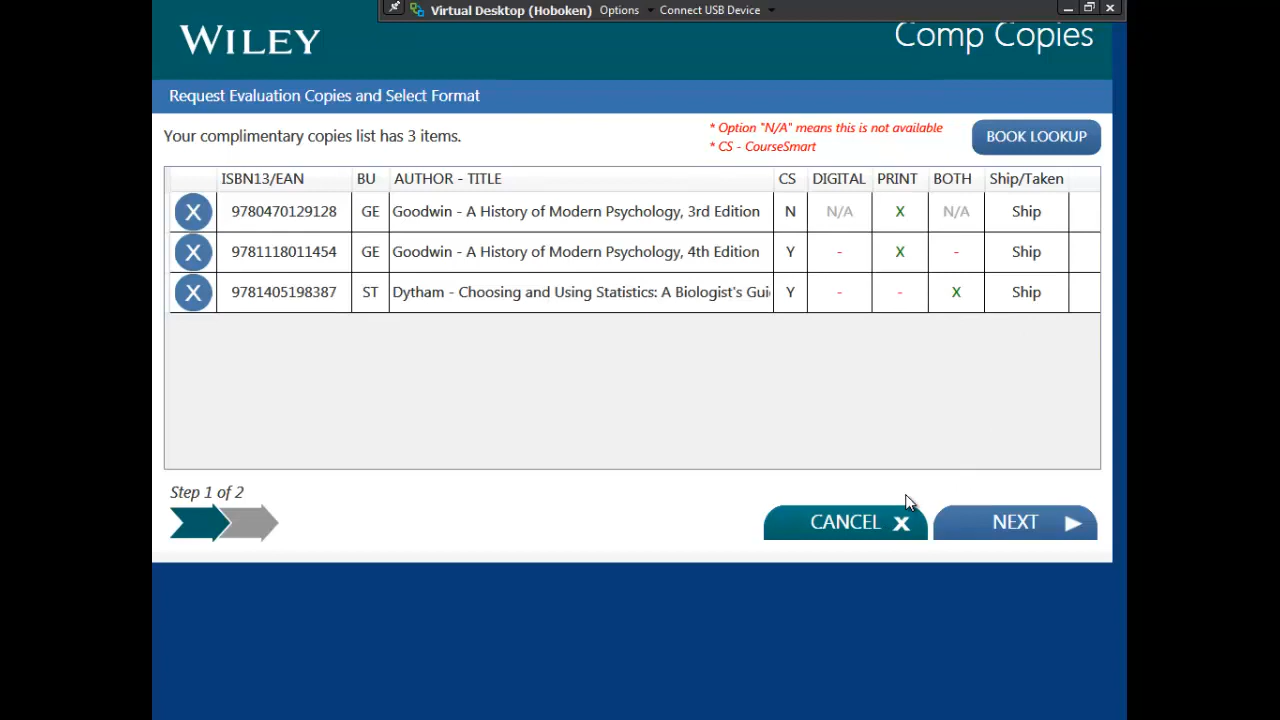 Virtual Desktop (Hoboken) Options Connect USB Device
WILEY
Comp Copies
Request Evaluation Copies and Select Format
Your complimentary copies list has 3 items.
* Option "N/A" means this is not available
* CS - CourseSmart
BOOK LOOKUP
ISBN13/EAN BU AUTHOR - TITLE CS DIGITAL PRINT BOTH Ship/Taken
X 9780470129128 GE Goodwin - A History of Modern Psychology, 3rd Edition N N/A X N/A Ship
X 9781118011454 GE Goodwin - A History of Modern Psychology, 4th Edition Y - X - Ship
X 9781405198387 ST Dytham - Choosing and Using Statistics: A Biologist's Gui Y - - X Ship
Step 1 of 2
CANCEL X
NEXT